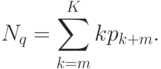 N_q = \sum_{k=m}^{K} k p_{k+m}.